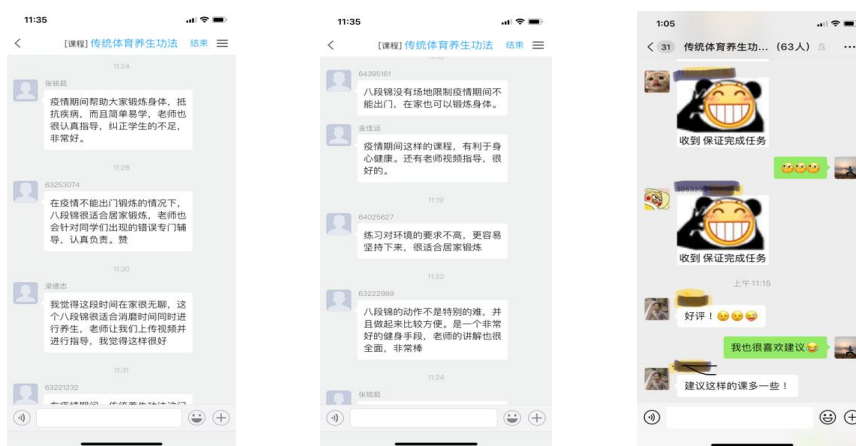 11:35
[课程] 传统体育养生功法 结束
11:24
张铭茹
疫情期间帮助大家锻炼身体，抵
抗疾病，而且简单易学，老师也
很认真指导，纠正学生的不足，
非常好。
11:28
63253074
在疫情不能出门锻炼的情况下，
八段锦很适合居家锻炼，老师也
会针对同学们出现的错误专门辅
导，认真负责。赞
11:30
梁德志
我觉得这段时间在家很无聊，这
个八段锦很适合消磨时间同时进
行养生，老师让我们上传视频并
进行指导，我觉得这样很好
11:31
63221232
11:35
[课程] 传统体育养生功法 结束
64395161
八段锦没有场地限制疫情期间不
能出门，在家也可以锻炼身体。
疫情期间这样的课程，有利于身
心健康。还有老师视频指导，很
好的。
11:19
64025627
练习对环境的要求不高，更容易
坚持下来，很适合居家锻炼
11:22
63222989
八段锦的动作不是特别的难，并
且做起来比较方便。是一个非常
好的健身手段，老师的讲解也很
全面，非常棒
11:24
张铭茹
1:05
31 传统体育养生功... （63人）
收到 保证完成任务
收到 保证完成任务
上午 11:15
好评！
我也很喜欢建议
建议这样的课多一些！